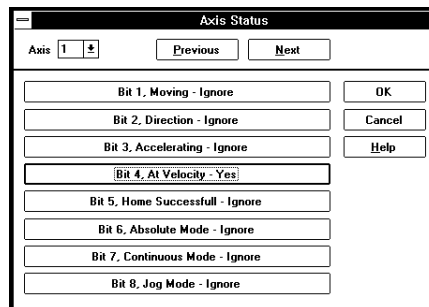 Axis Status
Axis 1 Previous Next
Bit 1, Moving - Ignore OK
Bit 2, Direction - Ignore Cancel
Bit 3, Accelerating - Ignore Help
Bit 4, At Velocity - Yes
Bit 5, Home Successfull - Ignore
Bit 6, Absolute Mode - Ignore
Bit 7, Continuous Mode - Ignore
Bit 8, Jog Mode - Ignore